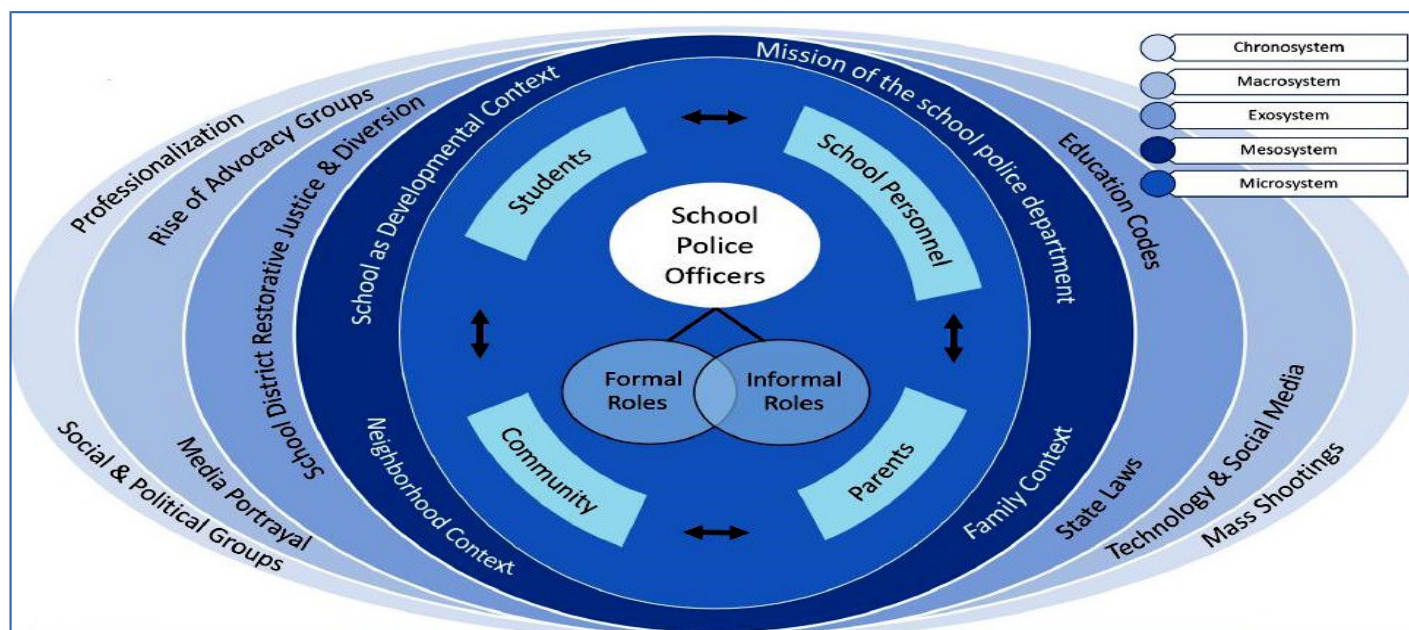 Chronosystem
Macrosystem
Exosystem
Mesosystem
Microsystem
Professionalization
Rise of Advocacy Groups
School District Restorative Justice & Diversion
School as Developmental Context
Mission of the school police department
Education Codes
Students
School Personnel
School
Police
Officers
Formal
Roles
Informal
Roles
Community
Parents
Neighborhood Context
Family Context
State Laws
Technology & Social Media
Mass Shootings
Media Portrayal
Social & Political Groups